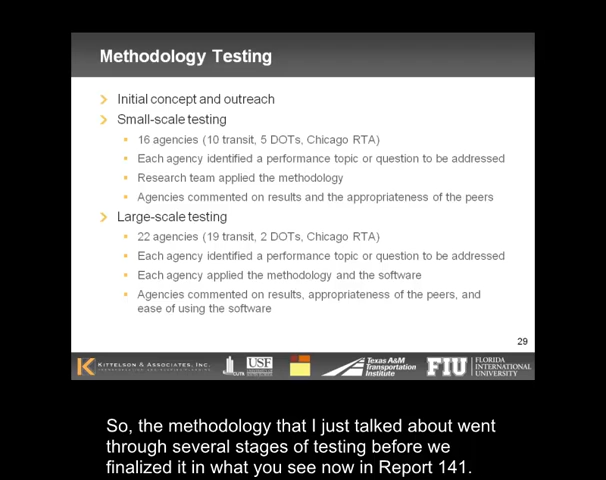 Methodology Testing
Initial concept and outreach
Small-scale testing
16 agencies (10 transit, 5 DOTs, Chicago RTA)
Each agency identified a performance topic or question to be addressed
Research team applied the methodology
Agencies commented on results and the appropriateness of the peers
Large-scale testing
22 agencies (19 transit, 2 DOTs, Chicago RTA)
Each agency identified a performance topic or question to be addressed
Each agency applied the methodology and the software
Agencies commented on results, appropriateness of the peers, and
ease of using the software
29
KITTELSON & ASSOCIATES, INC.
CUTR
USF
Texas A&M
Transportation
Institute
FIU
FLORIDA
INTERNATIONAL
UNIVERSITY
So, the methodology that I just talked about went
through several stages of testing before we
finalized it in what you see now in Report 141.